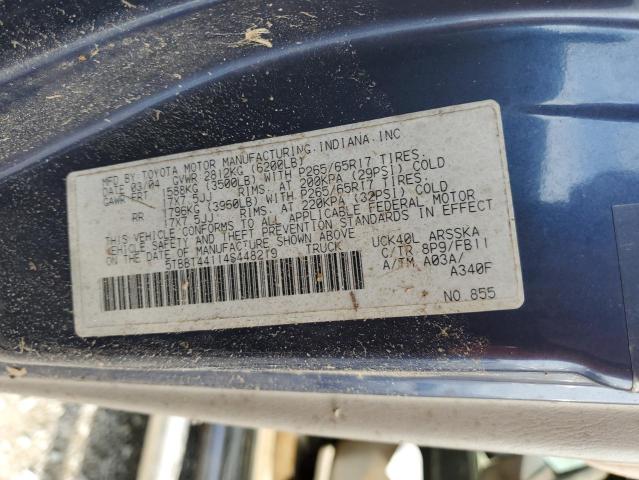 MFD BY TOYOTA MOTOR MANUFACTURING, INDIANA, INC
DATE 03/04 GVWR 2812KG (6200LB)
GAWR FRT 1588KG (3500LB) WITH P265/65R17 TIRES,
17X7.5JJ RIMS, AT 200KPA (29PSI) COLD
RR 1796KG (3950LB) WITH P265/65R17 TIRES,
17X7.5JJ RIMS, AT 220KPA (32PSI) COLD
THIS VEHICLE CONFORMS TO ALL APPLICABLE FEDERAL MOTOR
VEHICLE SAFETY AND THEFT PREVENTION STANDARDS IN EFFECT
ON THE DATE OF MANUFACTURE SHOWN ABOVE
5TBBT44114S448219 TRUCK
UCK40L ARSSKA
C/TR 8P9/FB11
A/TM A03A/
A340F
NO. 855